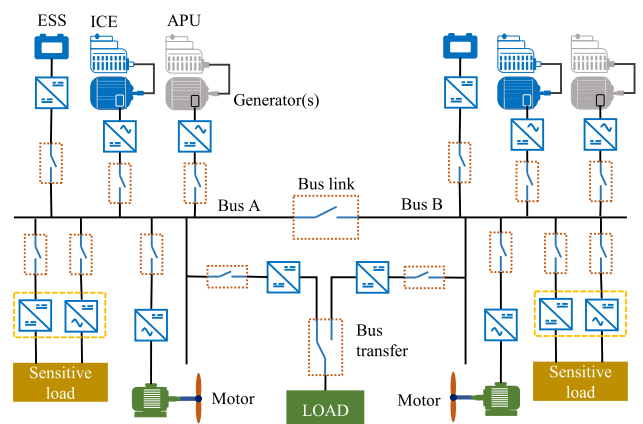 ESS ICE APU
Generator(s)
Bus link
Bus A
Bus B
Bus
transfer
Sensitive
load
Motor
LOAD
Motor
Sensitive
load